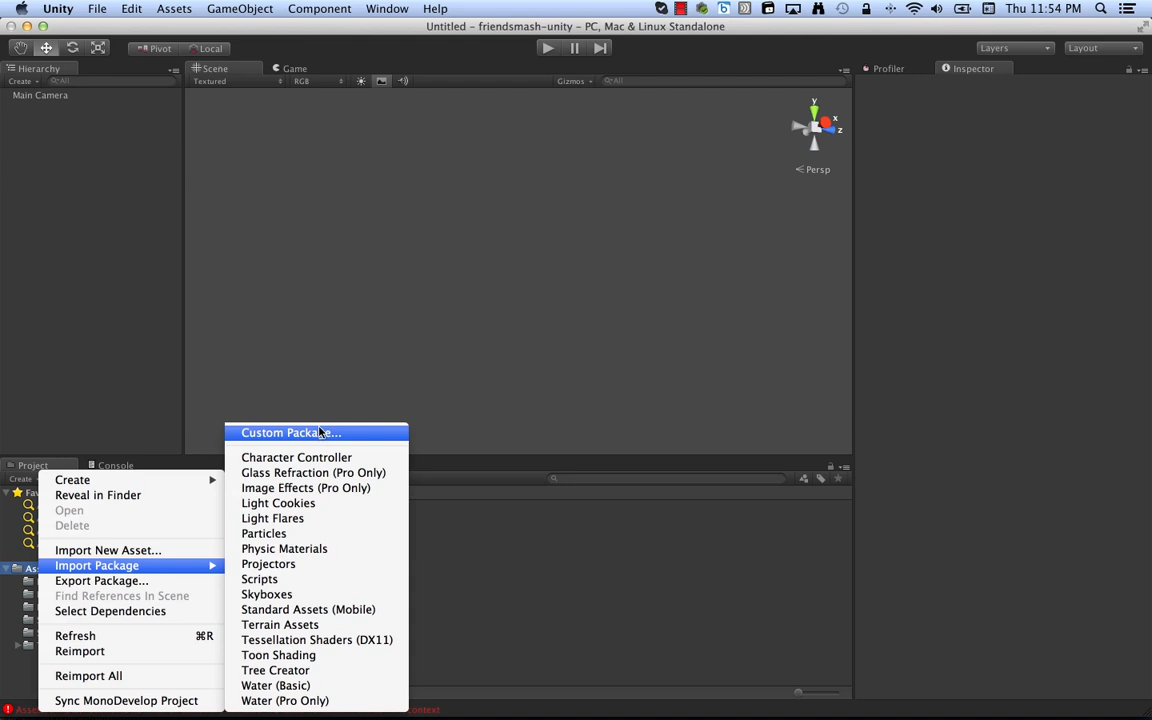 Unity File Edit Assets GameObject Component Window Help Thu 11:54 PM
Untitled - friendsmash-unity - PC, Mac & Linux Standalone
Pivot Local Layers Layout
Hierarchy Scene Game Profiler Inspector
Create All Textured RGB Gizmos All
Main Camera
y
x
z
Persp
Custom Package...
Character Controller
Glass Refraction (Pro Only)
Image Effects (Pro Only)
Light Cookies
Light Flares
Particles
Physic Materials
Projectors
Scripts
Skyboxes
Standard Assets (Mobile)
Terrain Assets
Tessellation Shaders (DX11)
Toon Shading
Tree Creator
Water (Basic)
Water (Pro Only)
Project Console
Create
Create
Reveal in Finder
Open
Delete
Import New Asset...
Import Package
Export Package...
Find References In Scene
Select Dependencies
Refresh ⌘R
Reimport
Reimport All
Sync MonoDevelop Project
context